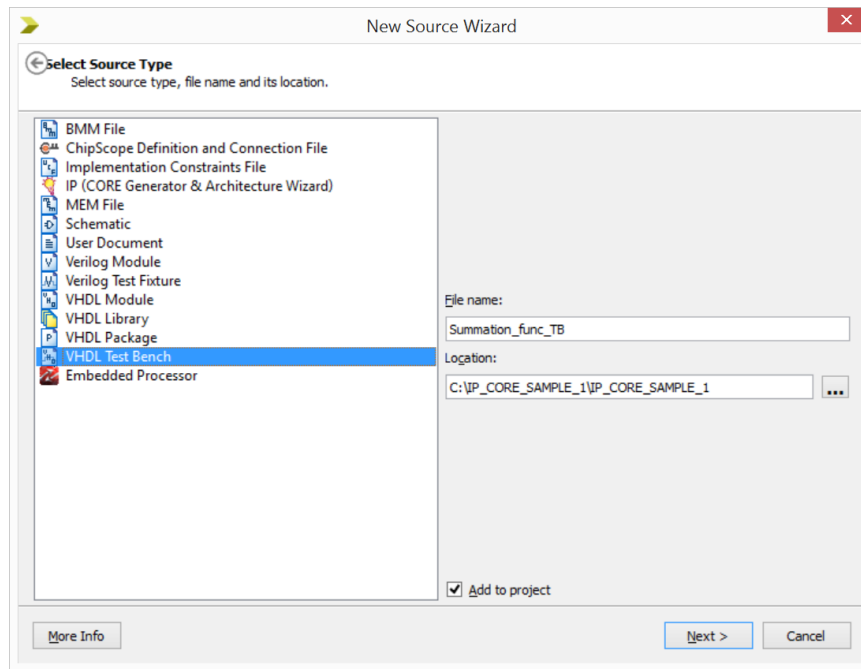 New Source Wizard
Select Source Type
Select source type, file name and its location.
BMM File
ChipScope Definition and Connection File
Implementation Constraints File
IP (CORE Generator & Architecture Wizard)
MEM File
Schematic
User Document
Verilog Module
Verilog Test Fixture
VHDL Module
VHDL Library
VHDL Package
VHDL Test Bench
Embedded Processor
File name:
Summation_func_TB
Location:
C:\IP_CORE_SAMPLE_1\IP_CORE_SAMPLE_1
...
Add to project
More Info
Next >
Cancel